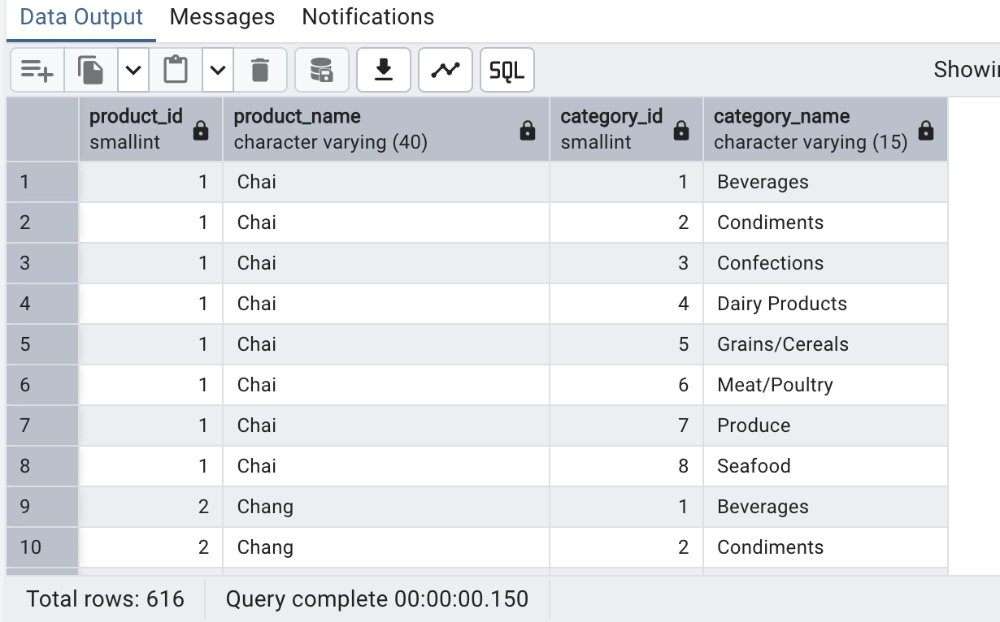 Data Output Messages Notifications
SQL Showin
product_id product_name category_id category_name
smallint character varying (40) smallint character varying (15)
1 1 Chai 1 Beverages
2 1 Chai 2 Condiments
3 1 Chai 3 Confections
4 1 Chai 4 Dairy Products
5 1 Chai 5 Grains/Cereals
6 1 Chai 6 Meat/Poultry
7 1 Chai 7 Produce
8 1 Chai 8 Seafood
9 2 Chang 1 Beverages
10 2 Chang 2 Condiments
Total rows: 616 Query complete 00:00:00.150